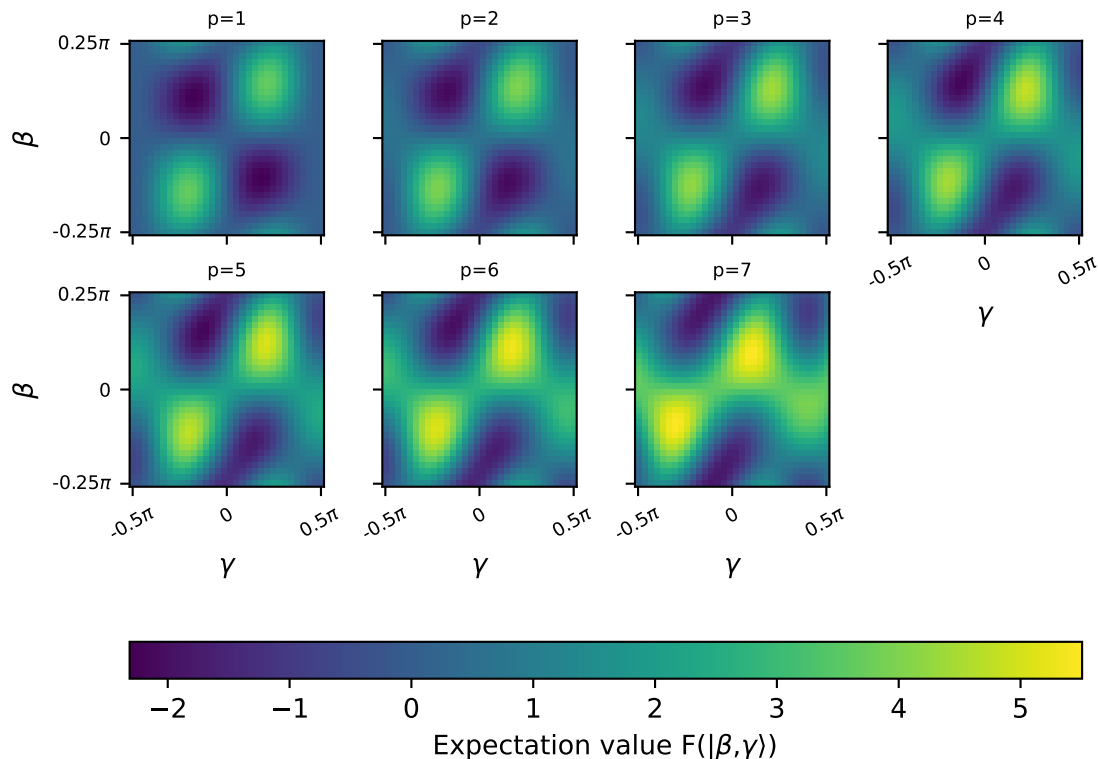 p=1 p=2 p=3 p=4
0.25π
β
0
-0.25π
-0.5π 0 0.5π
γ
p=5 p=6 p=7
0.25π
β
0
-0.25π
-0.5π 0 0.5π -0.5π 0 0.5π -0.5π 0 0.5π
γ γ γ
−2 −1 0 1 2 3 4 5
Expectation value F(|β,γ⟩)